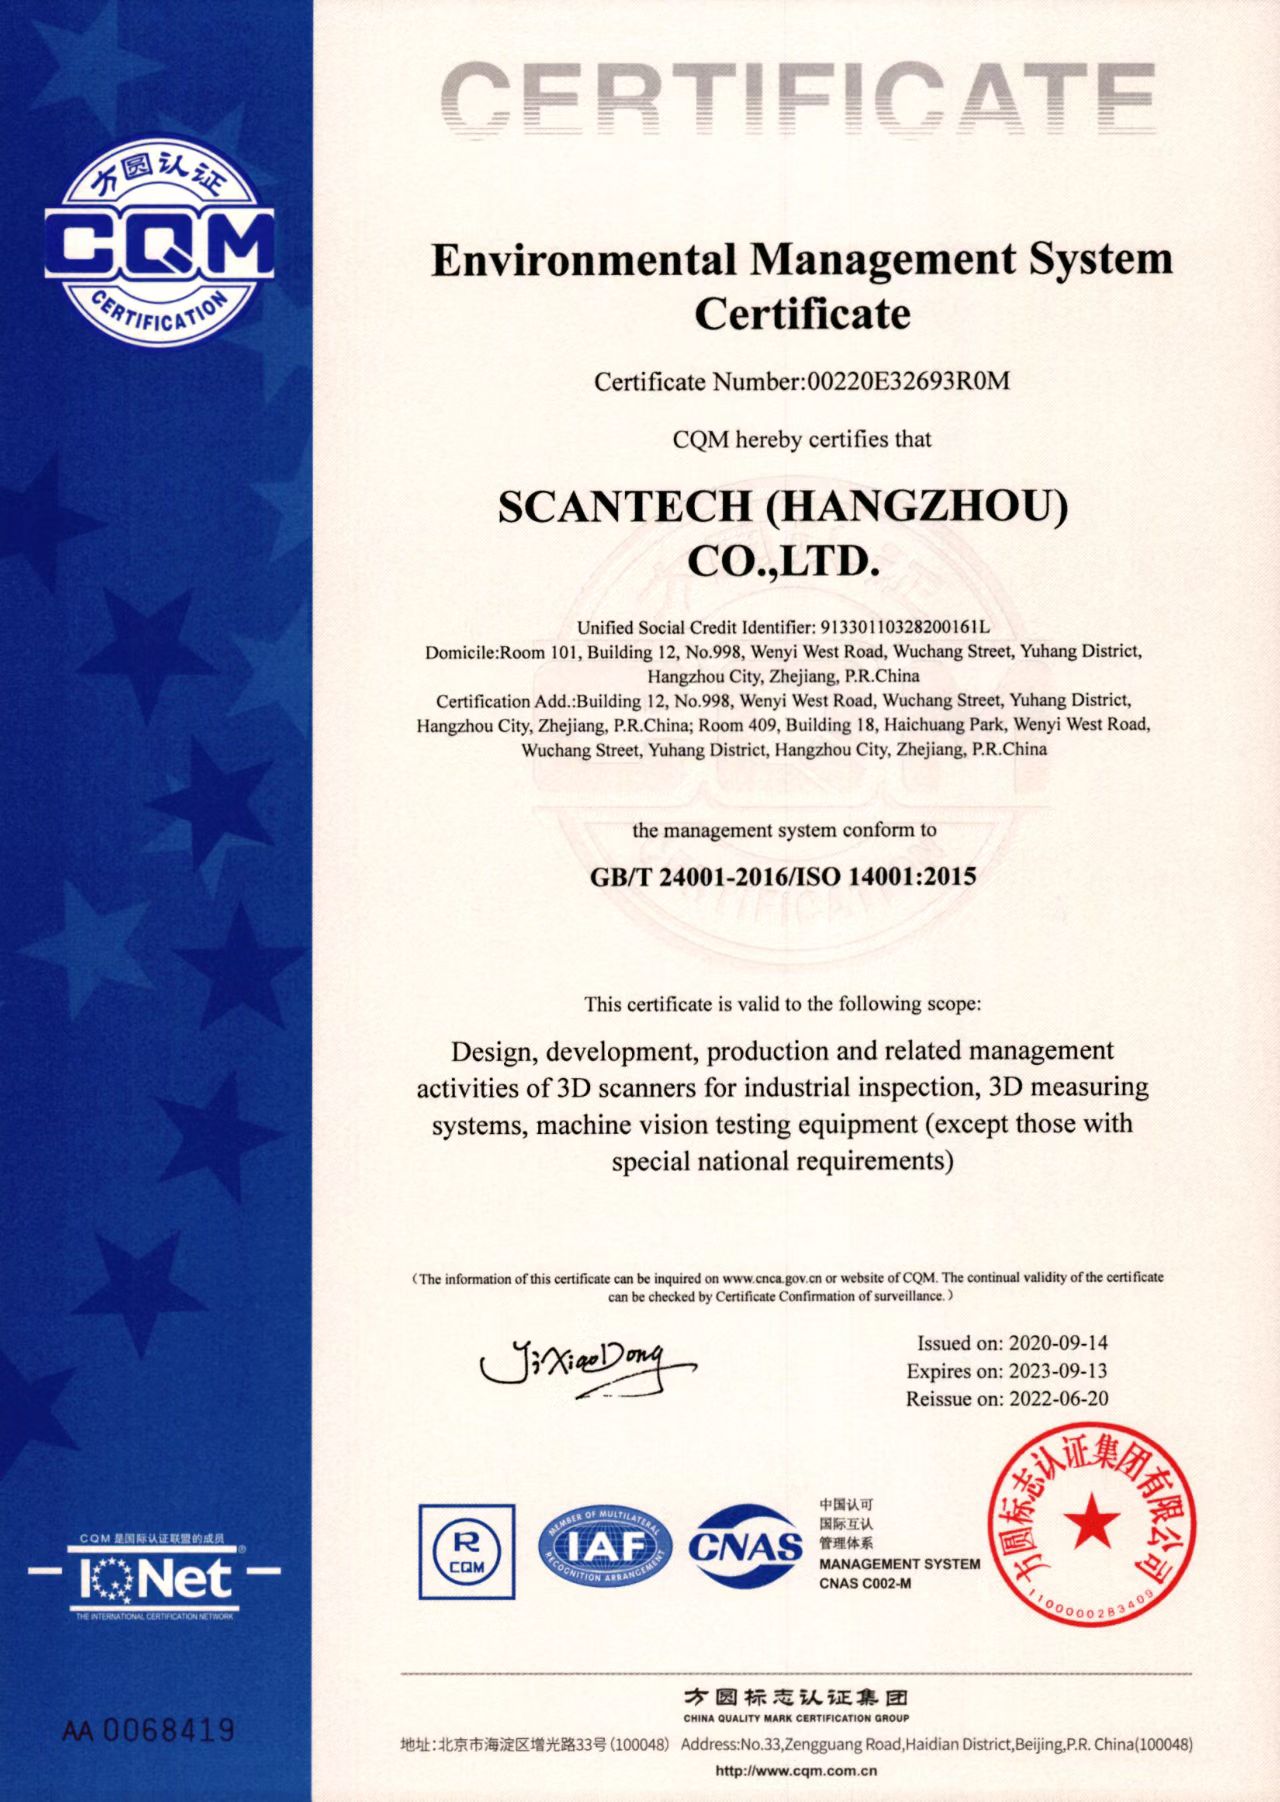 CERTIFICATE
方圆认证
CQM
CERTIFICATION
Environmental Management System
Certificate
Certificate Number:00220E32693R0M
CQM hereby certifies that
SCANTECH (HANGZHOU)
CO.,LTD.
Unified Social Credit Identifier: 91330110328200161L
Domicile:Room 101, Building 12, No.998, Wenyi West Road, Wuchang Street, Yuhang District,
Hangzhou City, Zhejiang, P.R.China
Certification Add.:Building 12, No.998, Wenyi West Road, Wuchang Street, Yuhang District,
Hangzhou City, Zhejiang, P.R.China; Room 409, Building 18, Haichuang Park, Wenyi West Road,
Wuchang Street, Yuhang District, Hangzhou City, Zhejiang, P.R.China
the management system conform to
GB/T 24001-2016/ISO 14001:2015
This certificate is valid to the following scope:
Design, development, production and related management
activities of 3D scanners for industrial inspection, 3D measuring
systems, machine vision testing equipment (except those with
special national requirements)
（The information of this certificate can be inquired on www.cnca.gov.cn or website of CQM. The continual validity of the certificate
can be checked by Certificate Confirmation of surveillance.）
Ji XiaoDong
Issued on: 2020-09-14
Expires on: 2023-09-13
Reissue on: 2022-06-20
R
CQM
MEMBER OF MULTILATERAL
IAF
RECOGNITION ARRANGEMENT
CNAS
中国认可
国际互认
管理体系
MANAGEMENT SYSTEM
CNAS C002-M
方圆标志认证集团有限公司
1100000283409
CQM 是国际认证联盟的成员
IQNet®
THE INTERNATIONAL CERTIFICATION NETWORK
AA 0068419
方圆标志认证集团
CHINA QUALITY MARK CERTIFICATION GROUP
地址:北京市海淀区增光路33号(100048) Address:No.33,Zengguang Road,Haidian District,Beijing,P.R. China(100048)
http://www.cqm.com.cn